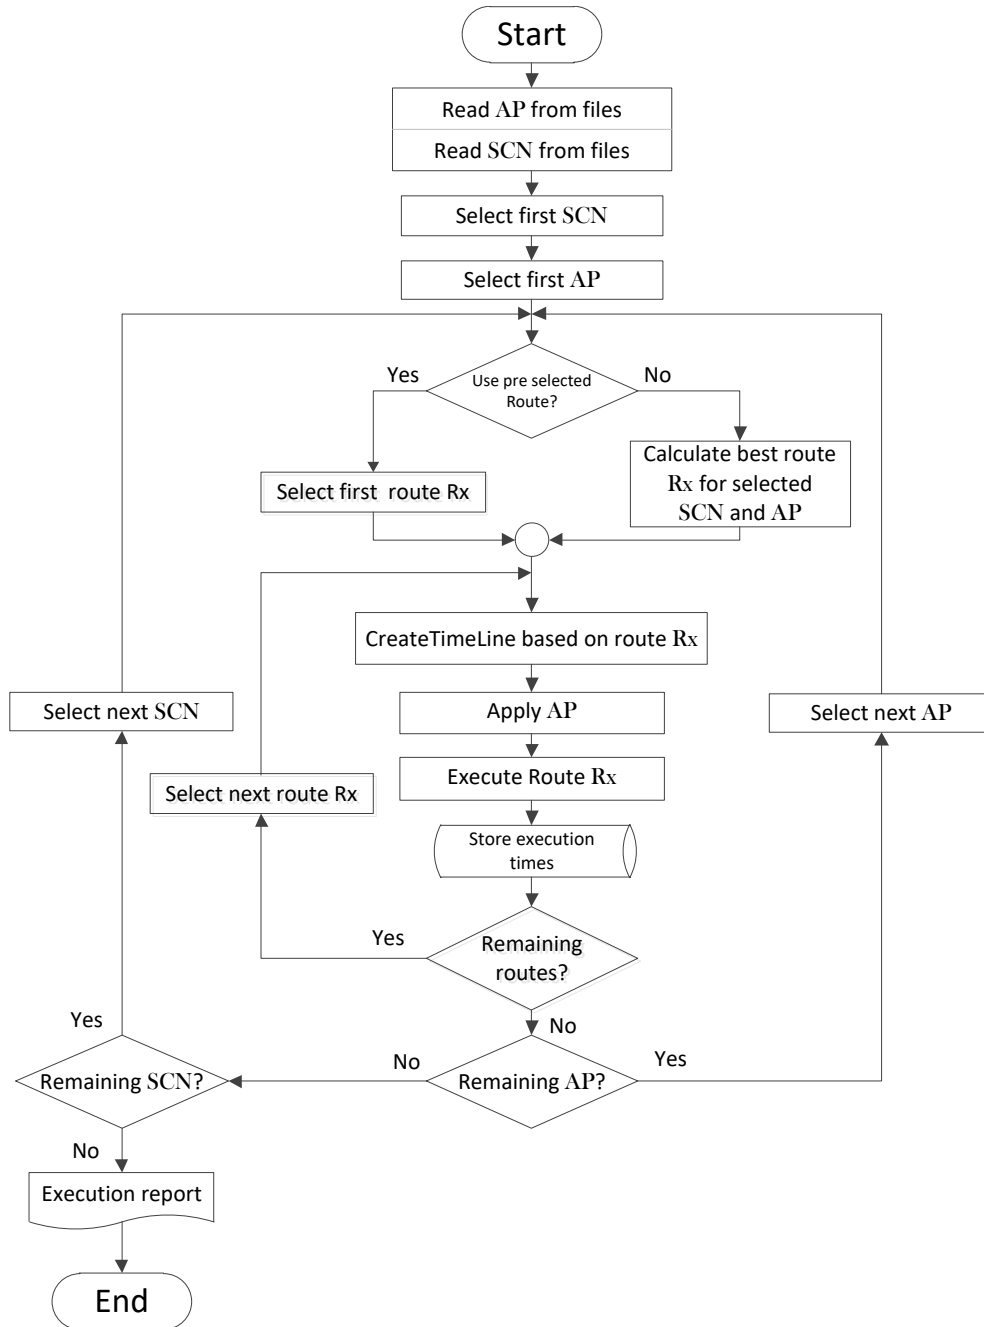 Start
Read AP from files
Read SCN from files
Select first SCN
Select first AP
Yes
Use pre selected
Route?
No
Select first route Rx
Calculate best route
Rx for selected
SCN and AP
CreateTimeLine based on route Rx
Select next SCN
Apply AP
Select next AP
Select next route Rx
Execute Route Rx
Store execution
times
Yes
Remaining
routes?
No
Yes
Remaining SCN?
No
Remaining AP?
Yes
No
Execution report
End